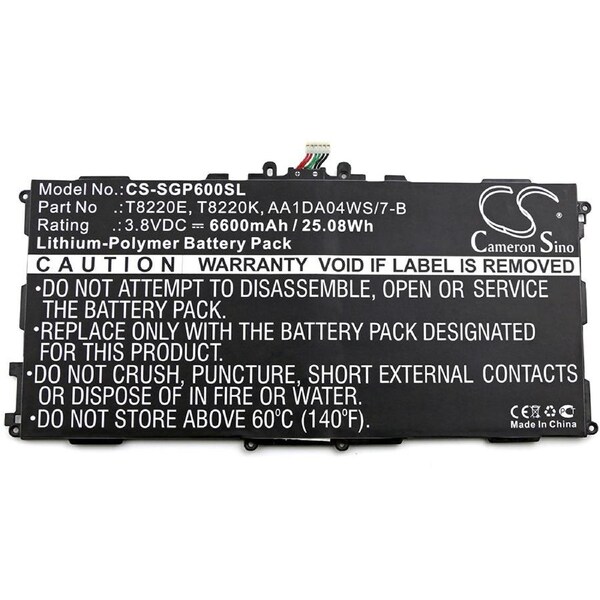 Model No.:CS-SGP600SL
Part No : T8220E, T8220K, AA1DA04WS/7-B
Rating : 3.8VDC ⎓ 6600mAh / 25.08Wh
Lithium-Polymer Battery Pack
CS
Cameron Sino
CAUTION WARRANTY VOID IF LABEL IS REMOVED
•DO NOT ATTEMPT TO DISASSEMBLE, OPEN OR SERVICE
THE BATTERY PACK.
•REPLACE ONLY WITH THE BATTERY PACK DESIGNATED
FOR THIS PRODUCT.
•DO NOT CRUSH, PUNCTURE, SHORT EXTERNAL CONTACTS
OR DISPOSE OF IN FIRE OR WATER.
•DO NOT STORE ABOVE 60°C (140°F).
CE
Made In China